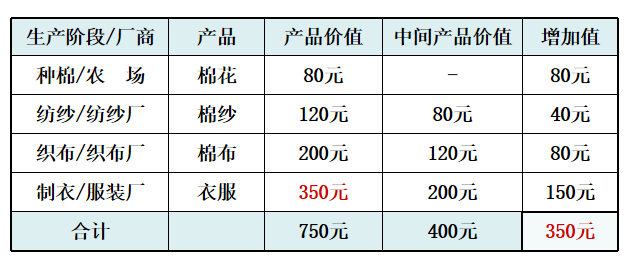 生产阶段/厂商 产品 产品价值 中间产品价值 增加值
种棉/农　场 棉花 80元 - 80元
纺纱/纺纱厂 棉纱 120元 80元 40元
织布/织布厂 棉布 200元 120元 80元
制衣/服装厂 衣服 350元 200元 150元
合计 750元 400元 350元